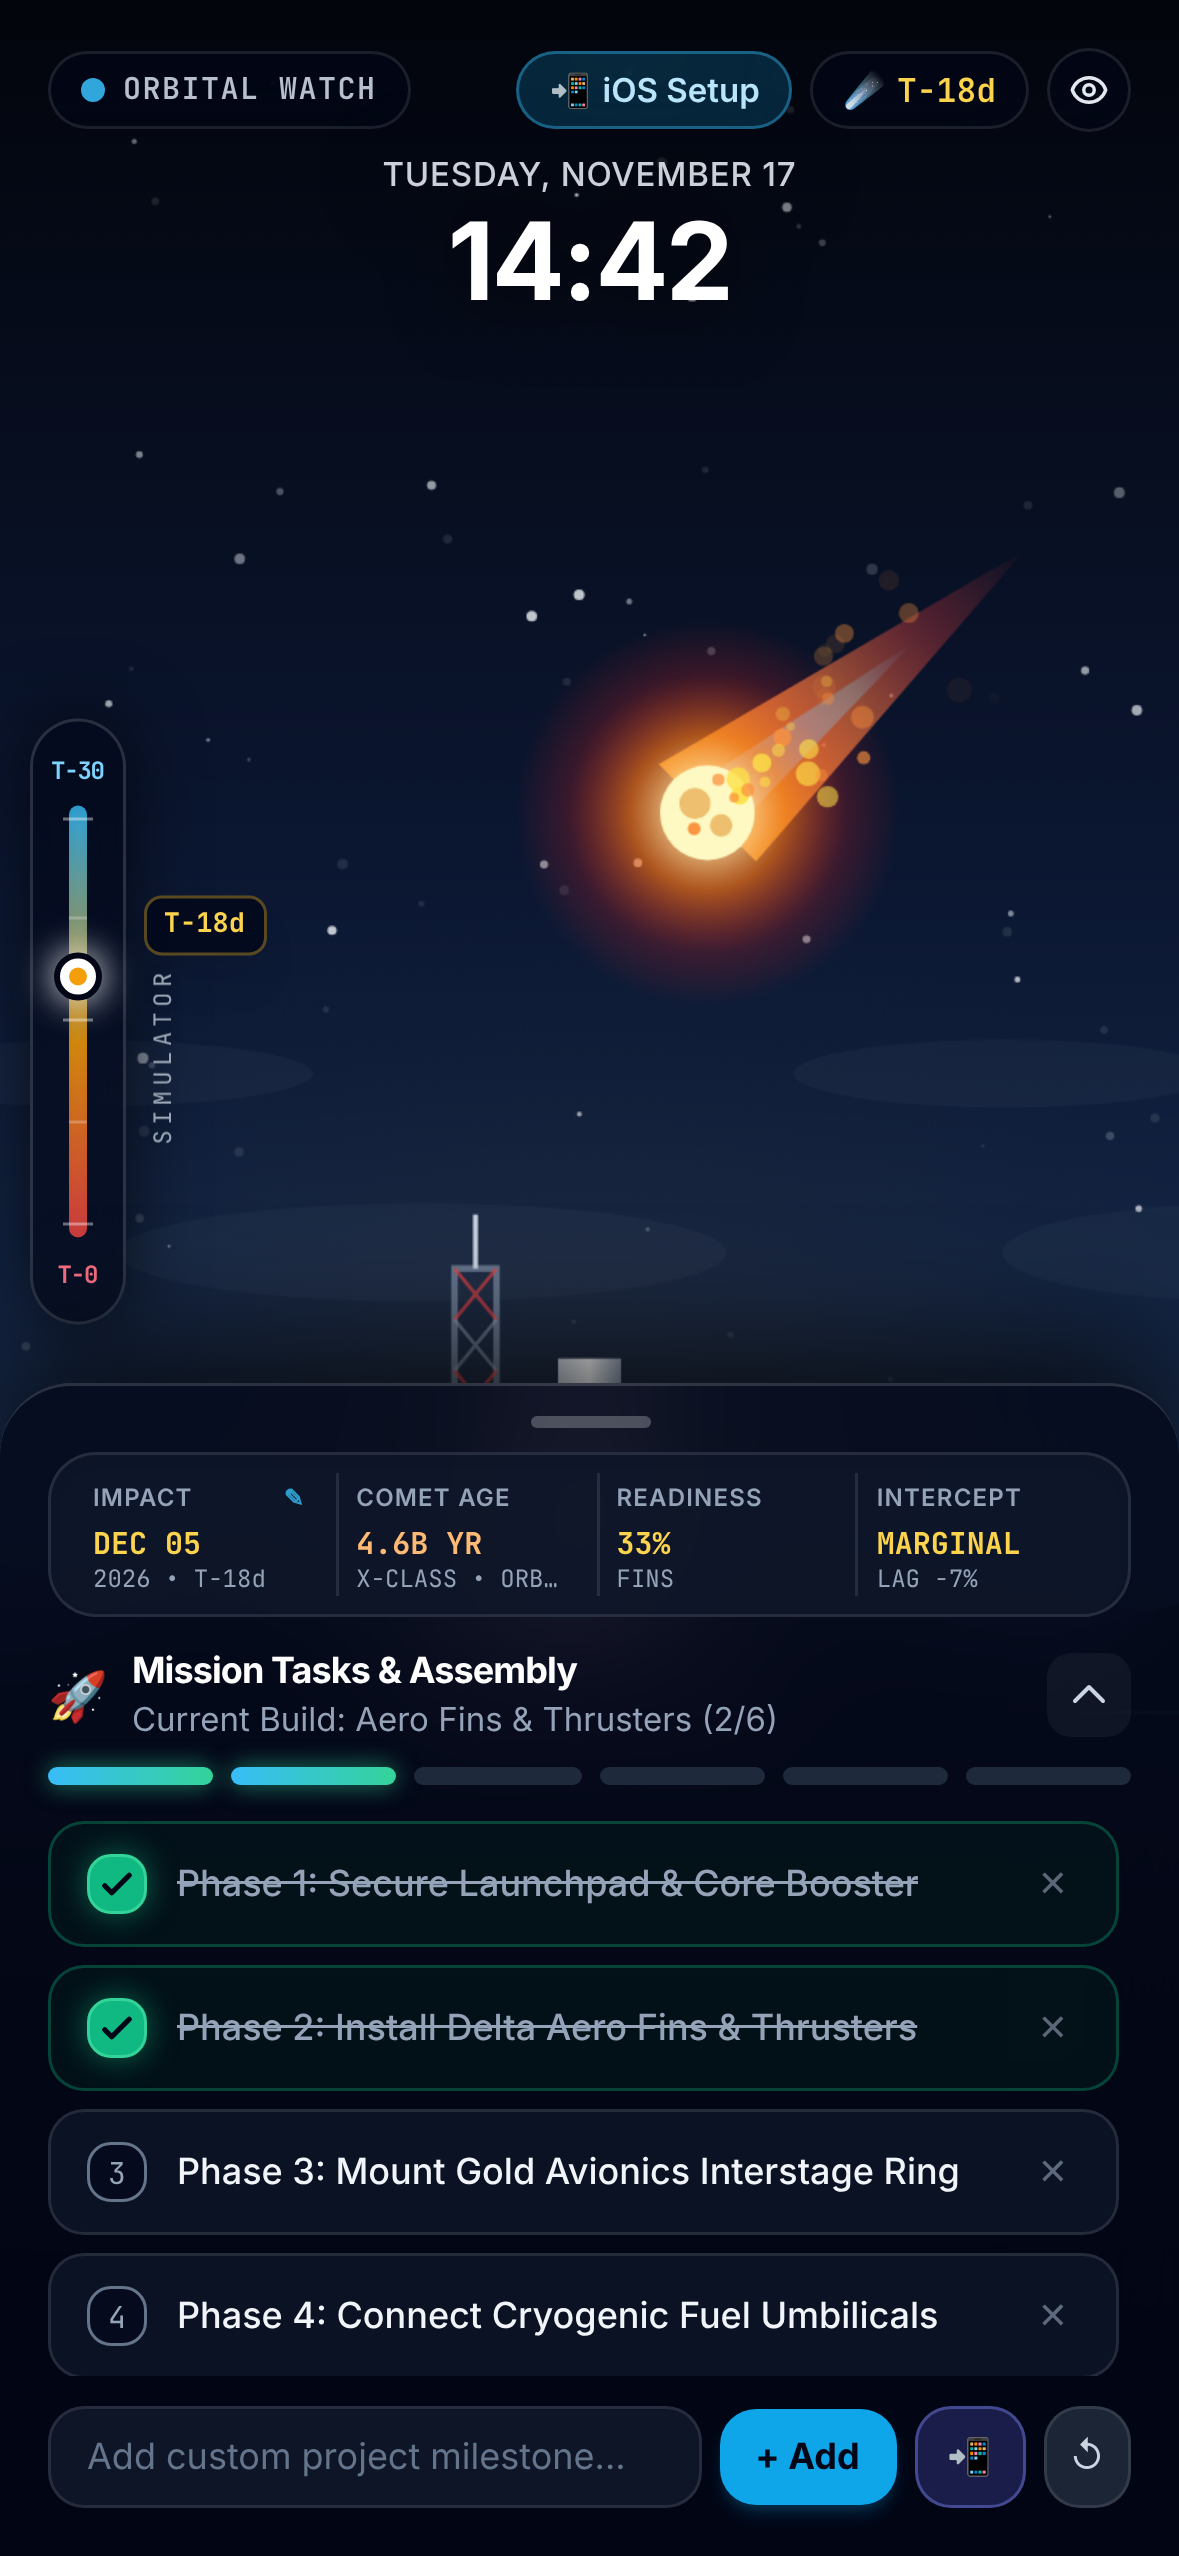 ORBITAL WATCH
iOS Setup
T-18d
TUESDAY, NOVEMBER 17
14:42
T-30
T-18d
SIMULATOR
T-0
IMPACT
DEC 05
2026 • T-18d
COMET AGE
4.6B YR
X-CLASS • ORB…
READINESS
33%
FINS
INTERCEPT
MARGINAL
LAG -7%
Mission Tasks & Assembly
Current Build: Aero Fins & Thrusters (2/6)
Phase 1: Secure Launchpad & Core Booster
Phase 2: Install Delta Aero Fins & Thrusters
3 Phase 3: Mount Gold Avionics Interstage Ring
4 Phase 4: Connect Cryogenic Fuel Umbilicals
Add custom project milestone...
+ Add